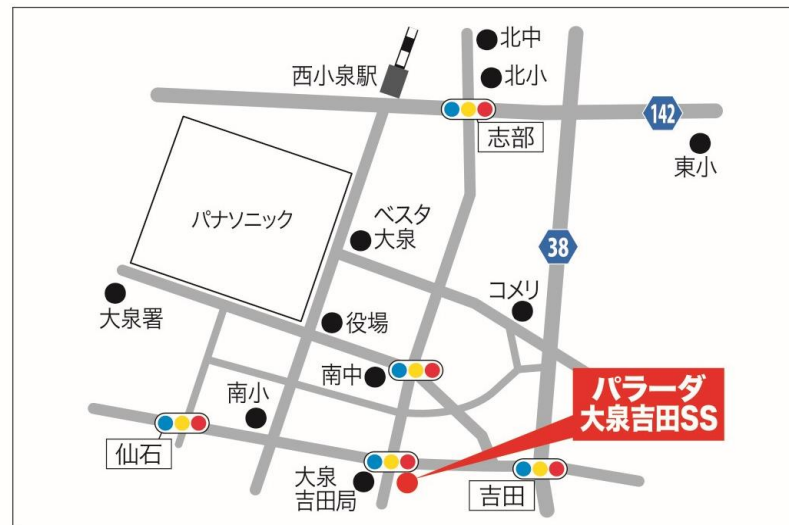 北中
西小泉駅
北小
142
志部
東小
パナソニック
ベスタ
大泉
38
大泉署
コメリ
役場
南中
パラーダ
大泉吉田SS
南小
仙石
大泉
吉田局
吉田